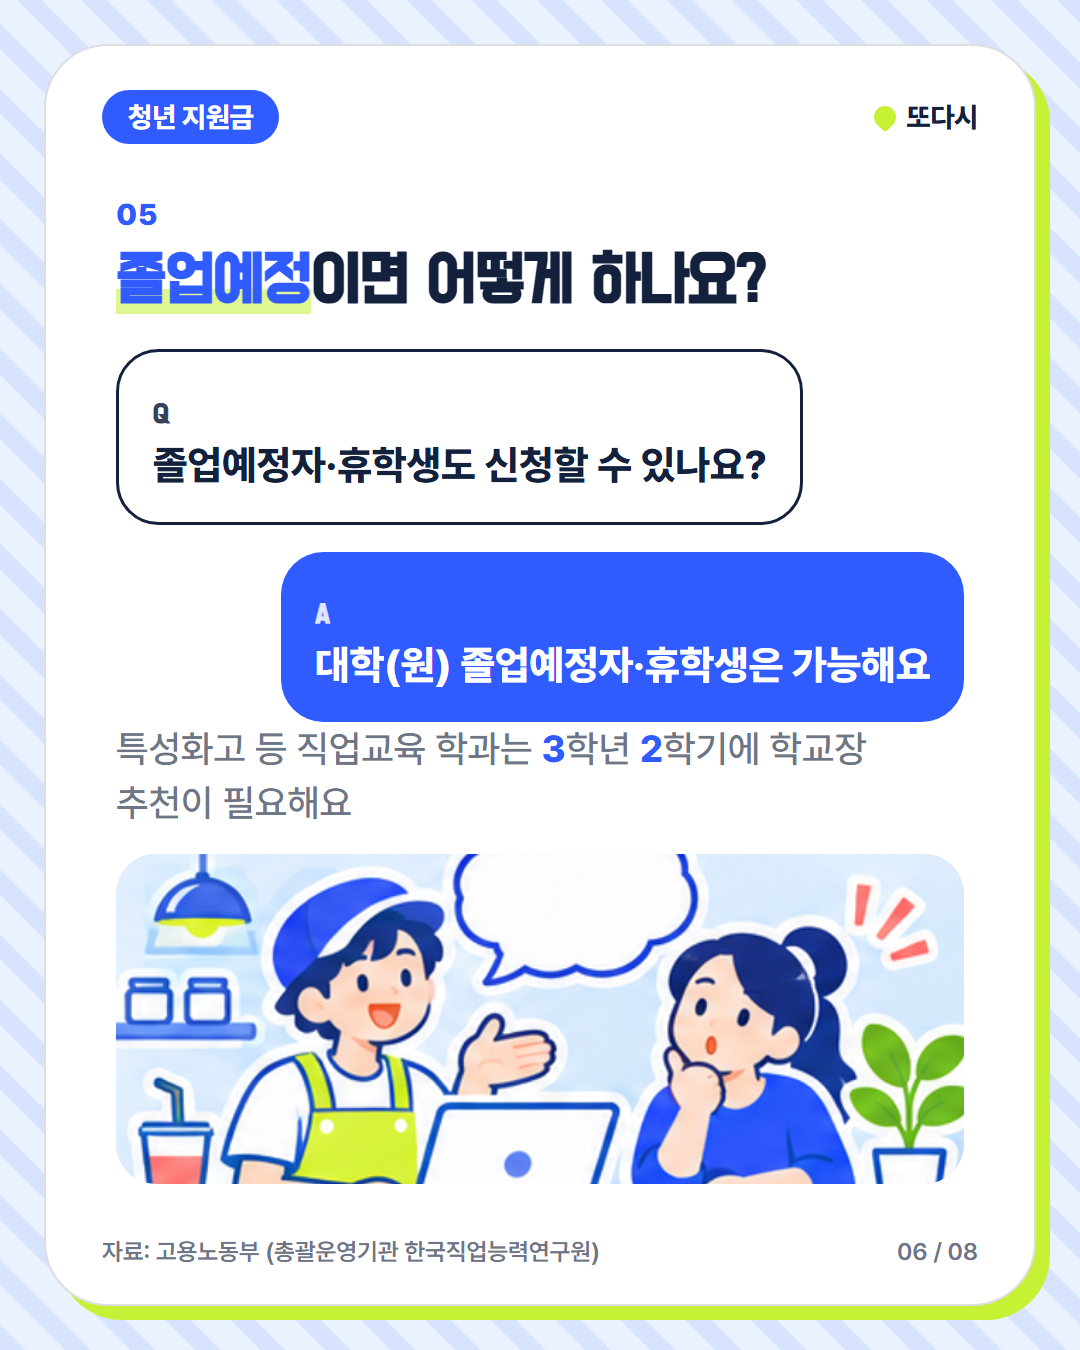 청년 지원금
또다시
05
졸업예정이면 어떻게 하나요?
Q
졸업예정자·휴학생도 신청할 수 있나요?
A
대학(원) 졸업예정자·휴학생은 가능해요
특성화고 등 직업교육 학과는 3학년 2학기에 학교장
추천이 필요해요
자료: 고용노동부 (총괄운영기관 한국직업능력연구원)
06 / 08